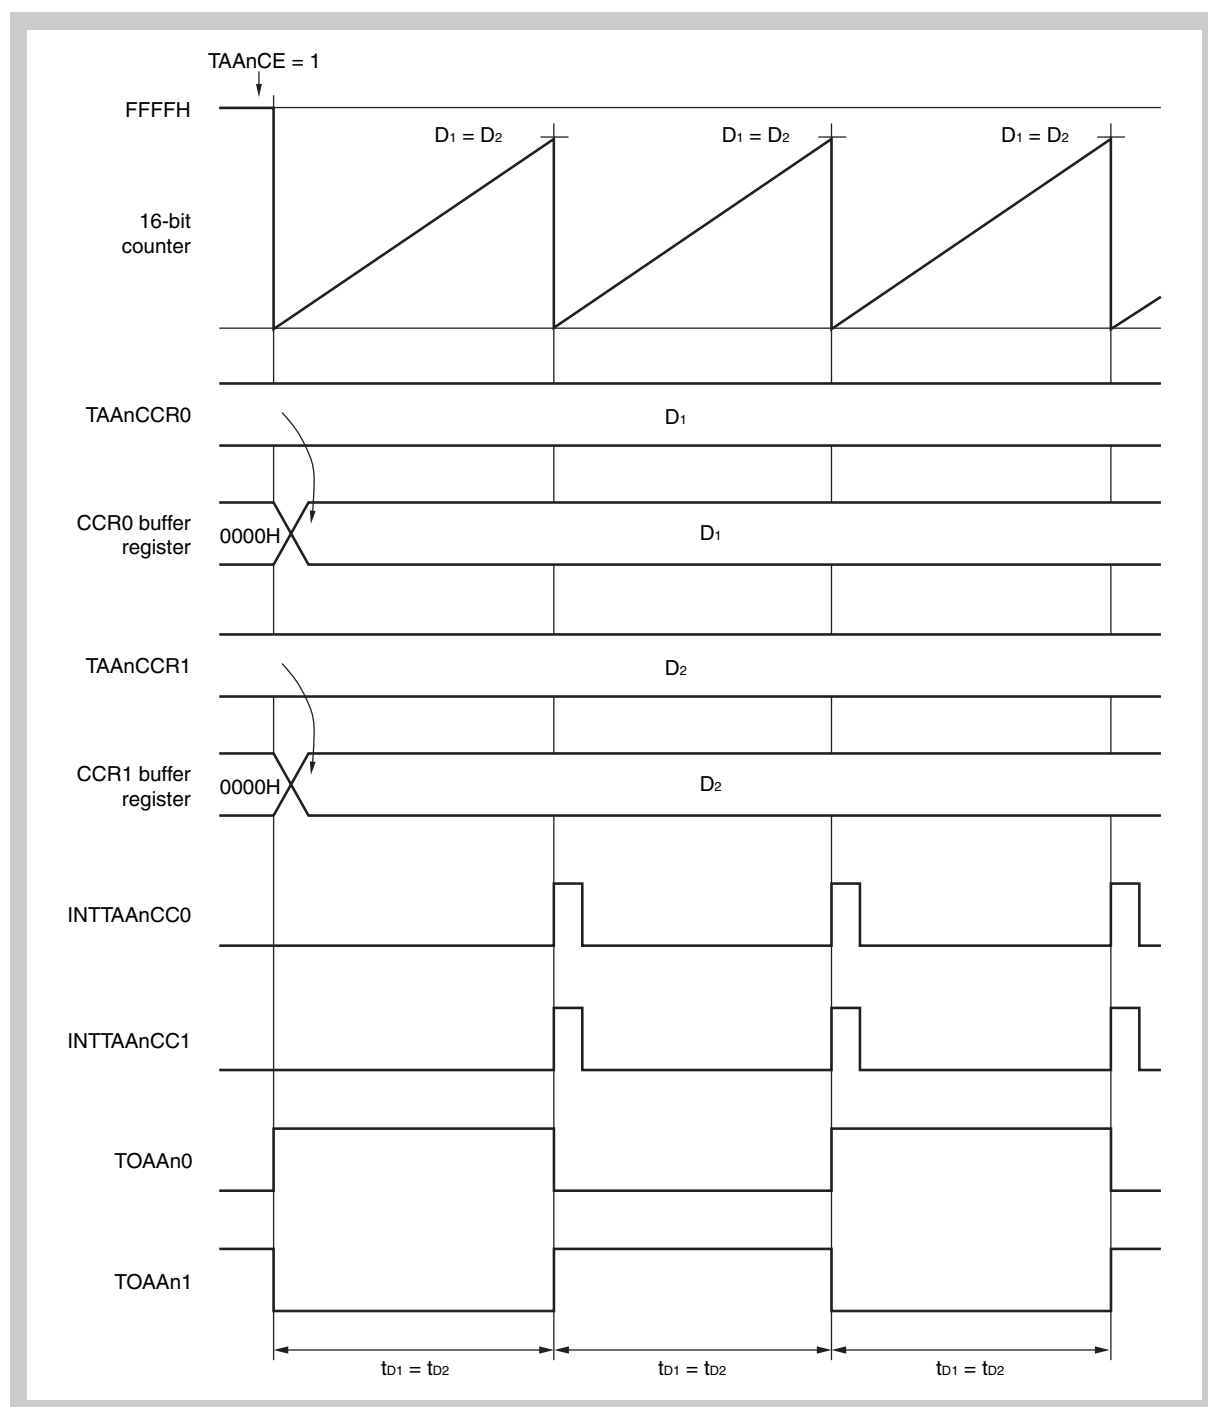 TAAnCE = 1
FFFFH
D1 = D2
D1 = D2
D1 = D2
16-bit
counter
TAAnCCR0
D1
CCR0 buffer
register
0000H
D1
TAAnCCR1
D2
CCR1 buffer
register
0000H
D2
INTTAAnCC0
INTTAAnCC1
TOAAn0
TOAAn1
tD1 = tD2
tD1 = tD2
tD1 = tD2